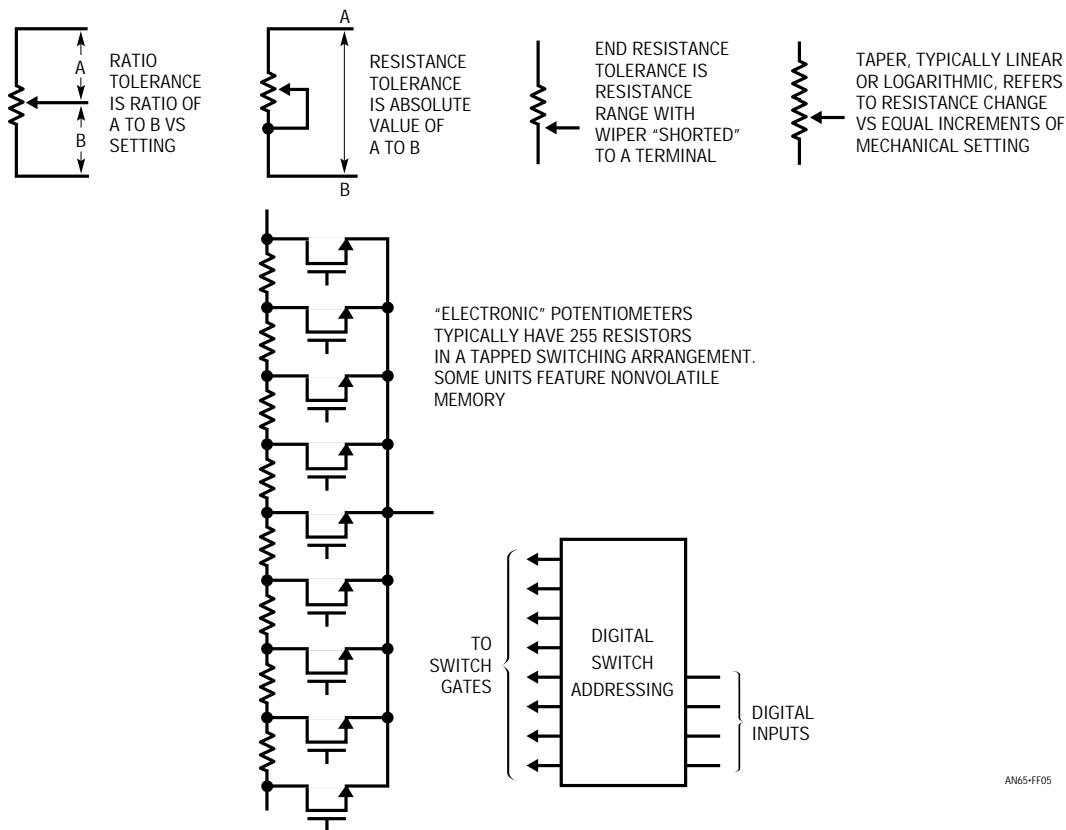 A
B
RATIO
TOLERANCE
IS RATIO OF
A TO B VS
SETTING
A
B
RESISTANCE
TOLERANCE
IS ABSOLUTE
VALUE OF
A TO B
END RESISTANCE
TOLERANCE IS
RESISTANCE
RANGE WITH
WIPER “SHORTED”
TO A TERMINAL
TAPER, TYPICALLY LINEAR
OR LOGARITHMIC, REFERS
TO RESISTANCE CHANGE
VS EQUAL INCREMENTS OF
MECHANICAL SETTING
“ELECTRONIC” POTENTIOMETERS
TYPICALLY HAVE 255 RESISTORS
IN A TAPPED SWITCHING ARRANGEMENT.
SOME UNITS FEATURE NONVOLATILE
MEMORY
TO
SWITCH
GATES
DIGITAL
SWITCH
ADDRESSING
DIGITAL
INPUTS
AN65•FF05